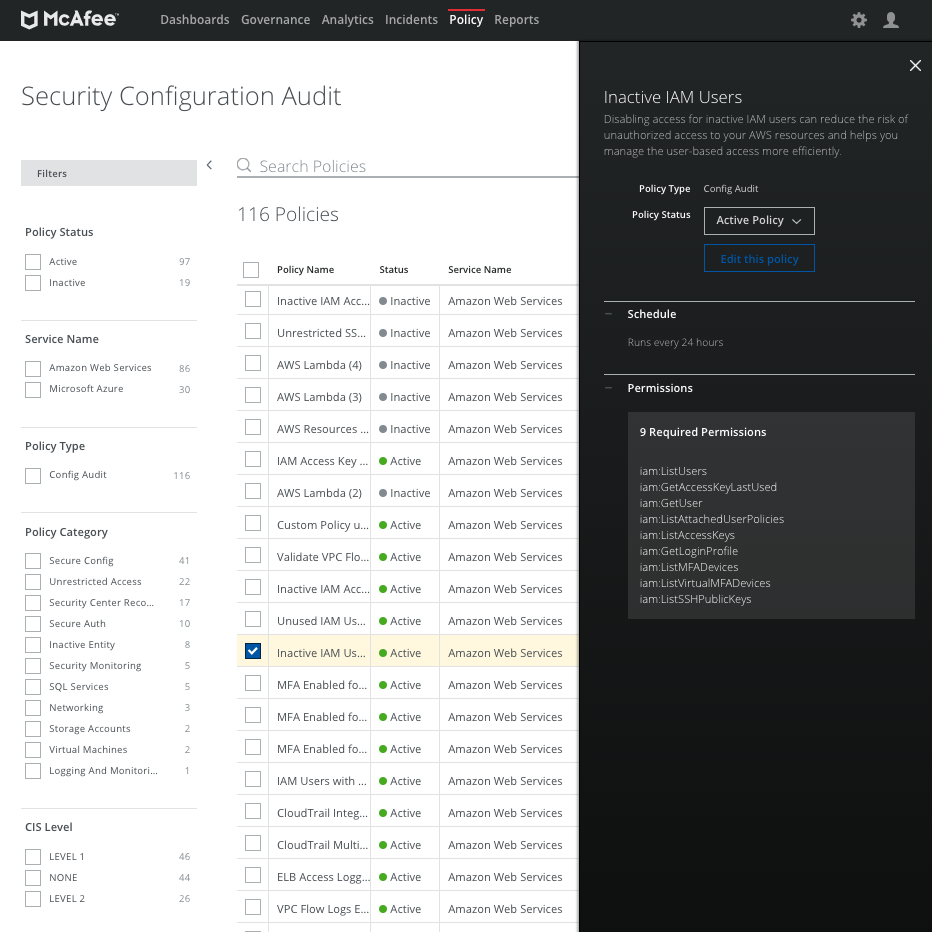 McAfee™ Dashboards Governance Analytics Incidents Policy Reports
Security Configuration Audit
Filters
Policy Status
Active 97
Inactive 19
Service Name
Amazon Web Services 86
Microsoft Azure 30
Policy Type
Config Audit 116
Policy Category
Secure Config 41
Unrestricted Access 22
Security Center Reco... 17
Secure Auth 10
Inactive Entity 8
Security Monitoring 5
SQL Services 5
Networking 3
Storage Accounts 2
Virtual Machines 2
Logging And Monitori... 1
CIS Level
LEVEL 1 46
NONE 44
LEVEL 2 26
Search Policies
116 Policies
Policy Name Status Service Name
Inactive IAM Acc... Inactive Amazon Web Services
Unrestricted SS... Inactive Amazon Web Services
AWS Lambda (4) Inactive Amazon Web Services
AWS Lambda (3) Inactive Amazon Web Services
AWS Resources ... Inactive Amazon Web Services
IAM Access Key ... Active Amazon Web Services
AWS Lambda (2) Inactive Amazon Web Services
Custom Policy u... Active Amazon Web Services
Validate VPC Flo... Active Amazon Web Services
Inactive IAM Acc... Active Amazon Web Services
Unused IAM Us... Active Amazon Web Services
Inactive IAM Us... Active Amazon Web Services
MFA Enabled fo... Active Amazon Web Services
MFA Enabled fo... Active Amazon Web Services
MFA Enabled fo... Active Amazon Web Services
IAM Users with ... Active Amazon Web Services
CloudTrail Integ... Active Amazon Web Services
CloudTrail Multi... Active Amazon Web Services
ELB Access Logg... Active Amazon Web Services
VPC Flow Logs E... Active Amazon Web Services
Inactive IAM Users
Disabling access for inactive IAM users can reduce the risk of
unauthorized access to your AWS resources and helps you
manage the user-based access more efficiently.
Policy Type Config Audit
Policy Status Active Policy
Edit this policy
Schedule
Runs every 24 hours
Permissions
9 Required Permissions
iam:ListUsers
iam:GetAccessKeyLastUsed
iam:GetUser
iam:ListAttachedUserPolicies
iam:ListAccessKeys
iam:GetLoginProfile
iam:ListMFADevices
iam:ListVirtualMFADevices
iam:ListSSHPublicKeys